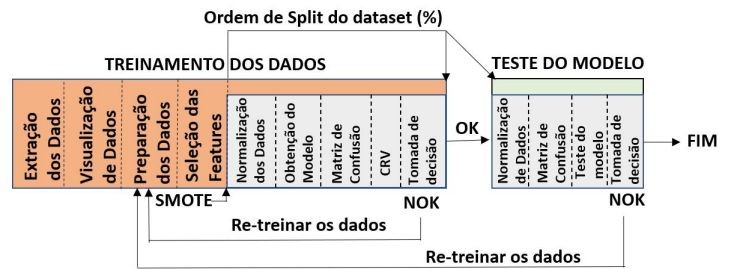 Ordem de Split do dataset (%)
TREINAMENTO DOS DADOS
TESTE DO MODELO
Extração
dos Dados
Visualização
de Dados
Preparação
dos Dados
Seleção das
Features
Normalização
dos Dados
Obtenção do
Modelo
Matriz de
Confusão
CRV
Tomada de
decisão
OK
Normalização
de Dados
Matriz de
Confusão
Teste do
modelo
Tomada de
decisão
FIM
SMOTE
NOK
NOK
Re-treinar os dados
Re-treinar os dados